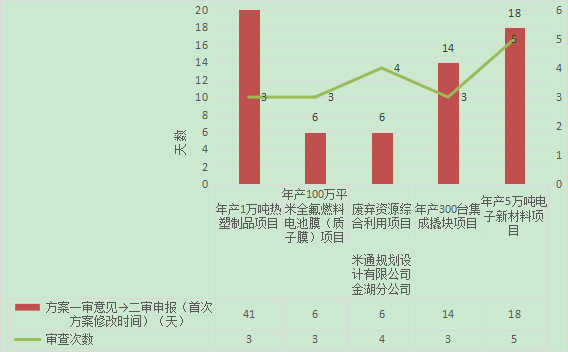 20
18
16
14
12
10
8
6
4
2
0
天数
6
5
4
3
2
1
0
3
6
3
6
4
14
3
18
5
年产1万吨热
塑制品项目
年产100万平
米全氟燃料
电池膜（质
子膜）项目
废弃资源综
合利用项目
年产300台集
成撬块项目
年产5万吨电
子新材料项
目
米通规划设
计有限公司
金湖分公司
方案一审意见→二审申报（首次
方案修改时间）（天） 41 6 6 14 18
审查次数 3 3 4 3 5